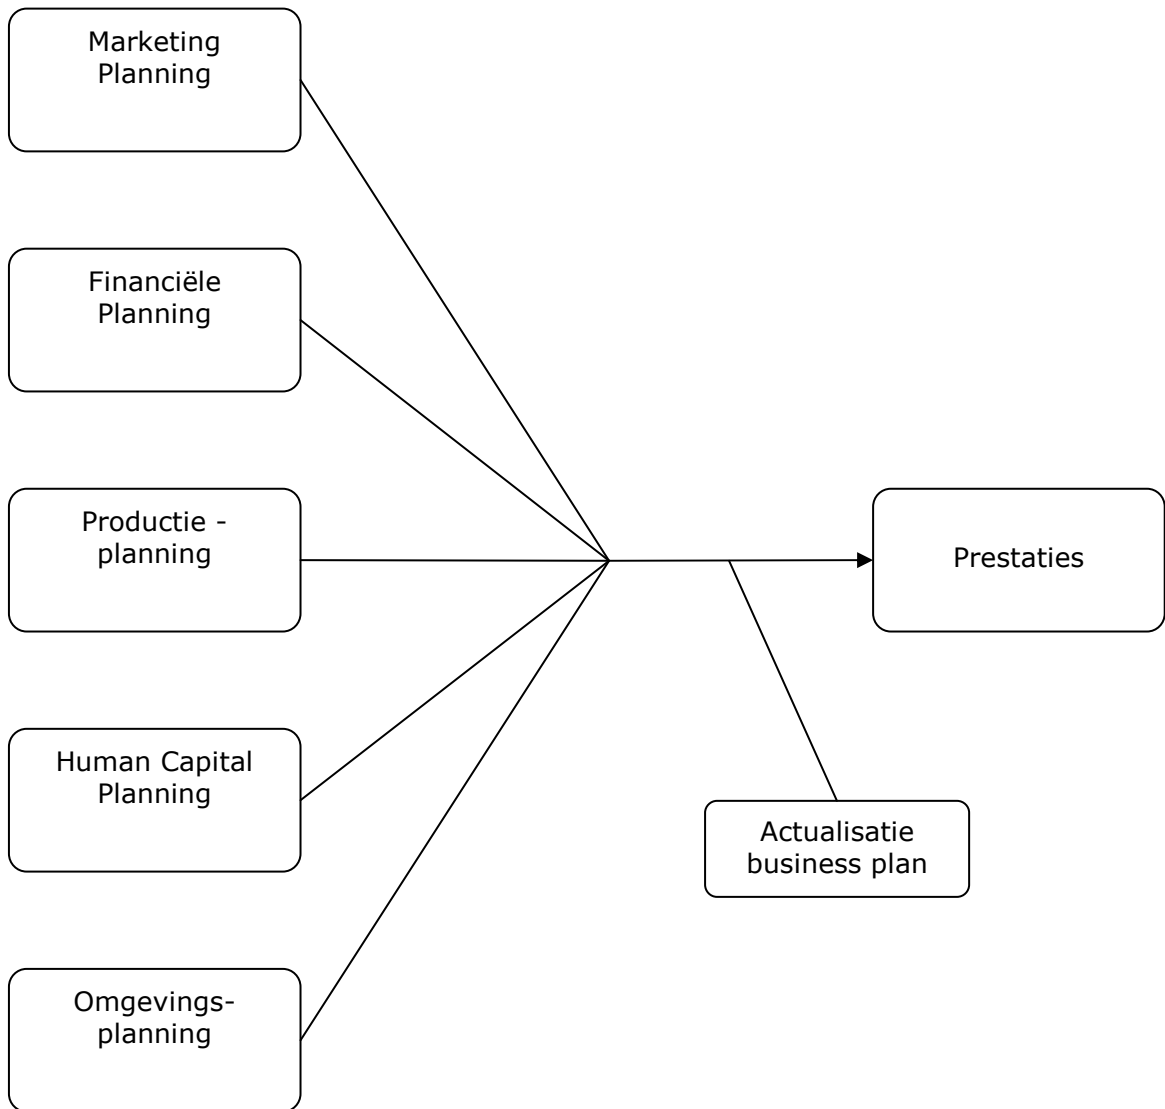 Marketing
Planning
Financiële
Planning
Productie -
planning
Prestaties
Human Capital
Planning
Actualisatie
business plan
Omgevings-
planning